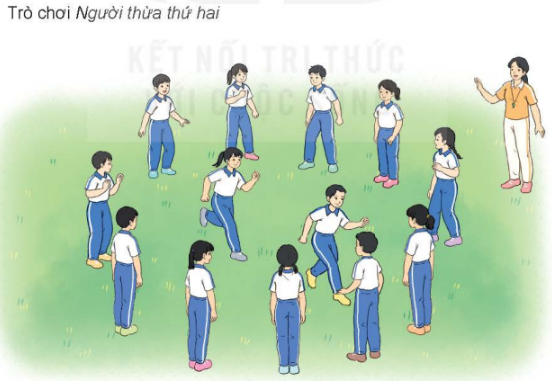 Trò chơi Người thừa thứ hai
KẾT NỐI TRI THỨC